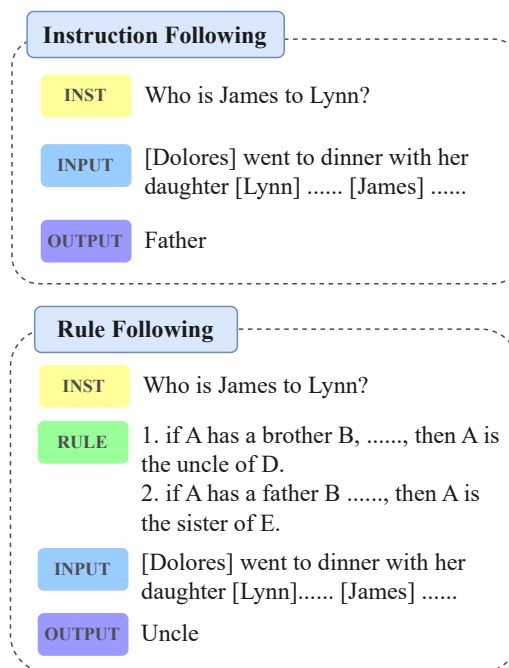 Instruction Following
INST
Who is James to Lynn?
INPUT
[Dolores] went to dinner with her
daughter [Lynn] ...... [James] ......
OUTPUT
Father
Rule Following
INST
Who is James to Lynn?
RULE
1. if A has a brother B, ......, then A is
the uncle of D.
2. if A has a father B ......, then A is
the sister of E.
INPUT
[Dolores] went to dinner with her
daughter [Lynn]...... [James] ......
OUTPUT
Uncle